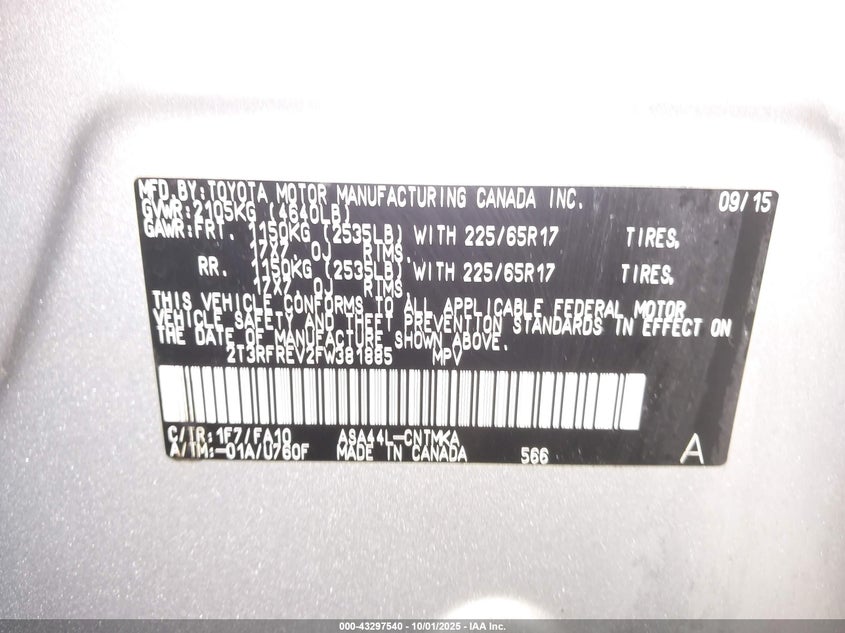 MFD.BY:TOYOTA MOTOR MANUFACTURING CANADA INC. 09/15
GVWR:2105KG (4640LB)
GAWR:FRT. 1150KG (2535LB) WITH 225/65R17 TIRES,
17X7.0J RIMS,
RR. 1150KG (2535LB) WITH 225/65R17 TIRES,
17X7.0J RIMS
THIS VEHICLE CONFORMS TO ALL APPLICABLE FEDERAL MOTOR
VEHICLE SAFETY AND THEFT PREVENTION STANDARDS IN EFFECT ON
THE DATE OF MANUFACTURE SHOWN ABOVE.
2T3RFREV2FW381885 MPV
C/TR:1F7/FA10 ASA44L-CNTMKA
A/TM:-01A/U760F MADE IN CANADA 566 A
000-43297540 - 10/01/2025 - IAA Inc.